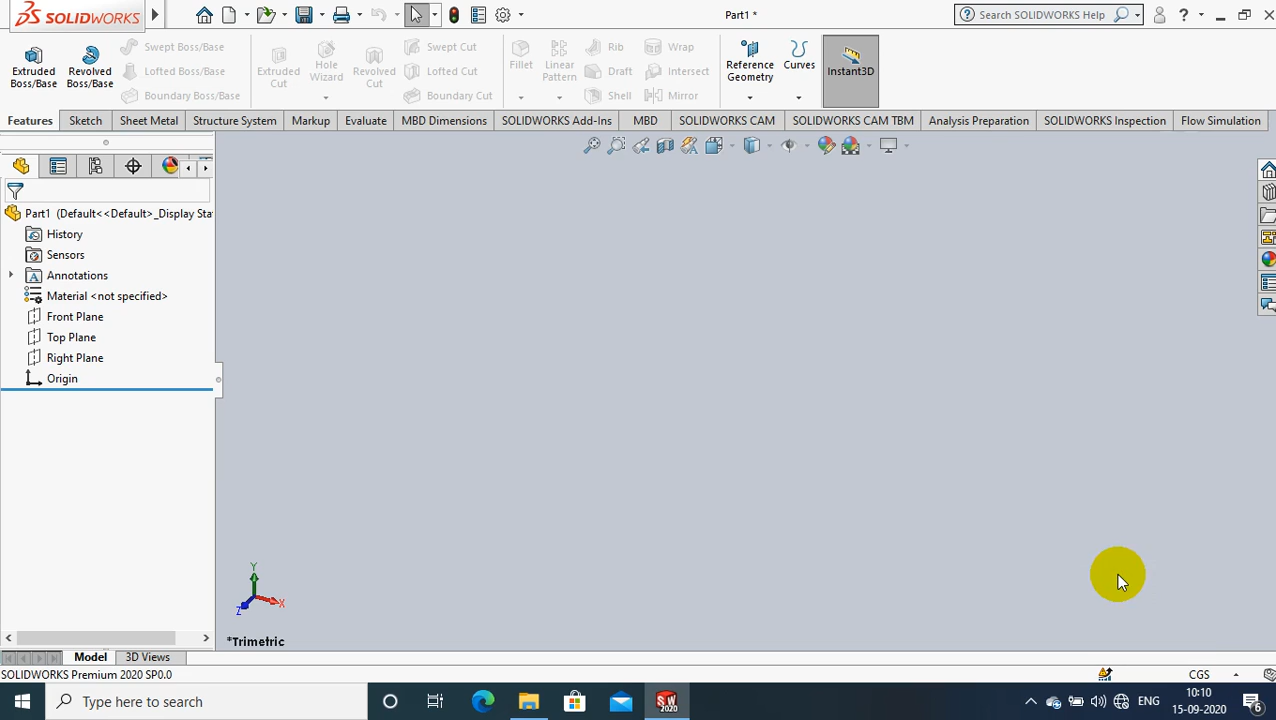 SOLIDWORKS
Part1 *
Search SOLIDWORKS Help
?
Extruded
Boss/Base
Revolved
Boss/Base
Swept Boss/Base
Lofted Boss/Base
Boundary Boss/Base
Extruded
Cut
Hole
Wizard
Revolved
Cut
Swept Cut
Lofted Cut
Boundary Cut
Fillet
Linear
Pattern
Rib
Draft
Shell
Wrap
Intersect
Mirror
Reference
Geometry
Curves
Instant3D
Features
Sketch
Sheet Metal
Structure System
Markup
Evaluate
MBD Dimensions
SOLIDWORKS Add-Ins
MBD
SOLIDWORKS CAM
SOLIDWORKS CAM TBM
Analysis Preparation
SOLIDWORKS Inspection
Flow Simulation
Part1 (Default<<Default>_Display Sta
History
Sensors
Annotations
Material <not specified>
Front Plane
Top Plane
Right Plane
Origin
Y
X
Z
*Trimetric
Model
3D Views
SOLIDWORKS Premium 2020 SP0.0
CGS
Type here to search
SW
2020
ENG
10:10
15-09-2020
6